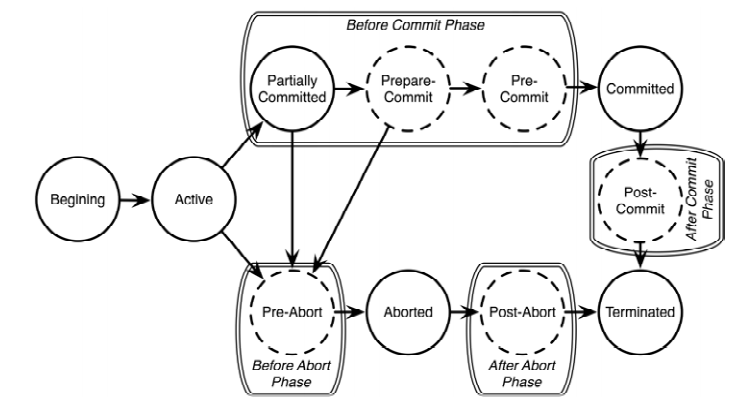 Before Commit Phase
Partially
Committed
Prepare-
Commit
Pre-
Commit
Committed
Begining
Active
Post-
Commit
After Commit
Phase
Pre-Abort
Aborted
Post-Abort
Terminated
Before Abort
Phase
After Abort
Phase